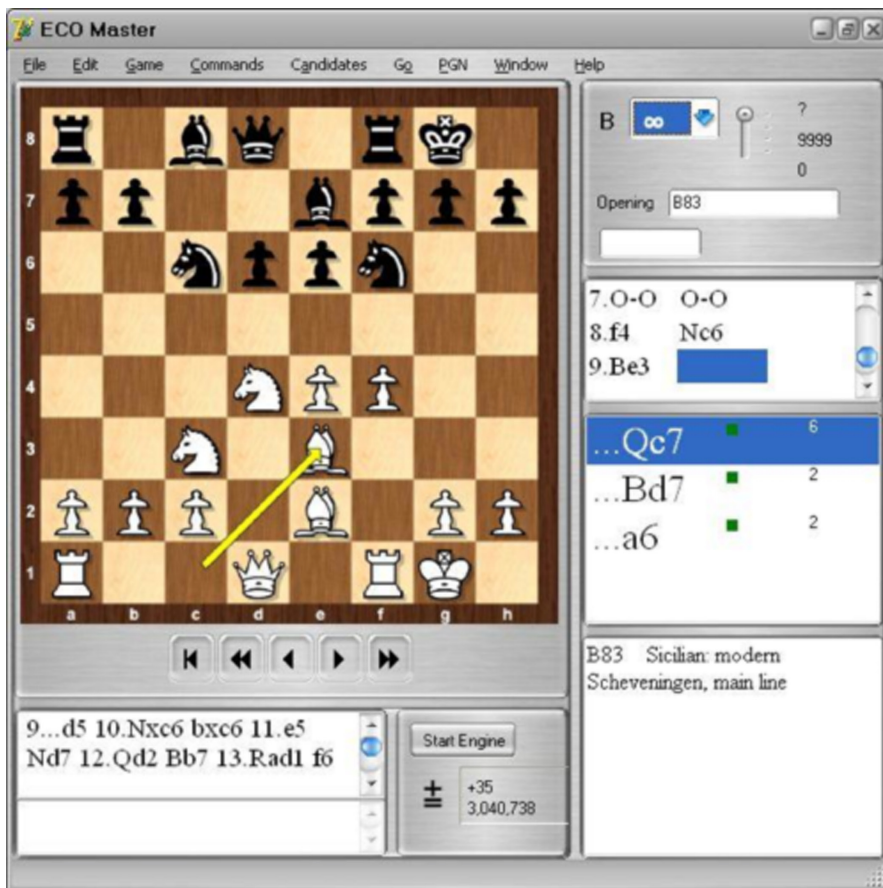 ECO Master
File Edit Game Commands Candidates Go PGN Window Help
8
7
6
5
4
3
2
1
a b c d e f g h
B ∞ ?
9999
0
Opening B83
7.O-O O-O
8.f4 Nc6
9.Be3
...Qc7 6
...Bd7 2
...a6 2
B83 Sicilian: modern
Scheveningen, main line
9...d5 10.Nxc6 bxc6 11.e5
Nd7 12.Qd2 Bb7 13.Rad1 f6
Start Engine
⩲ +35
3,040,738